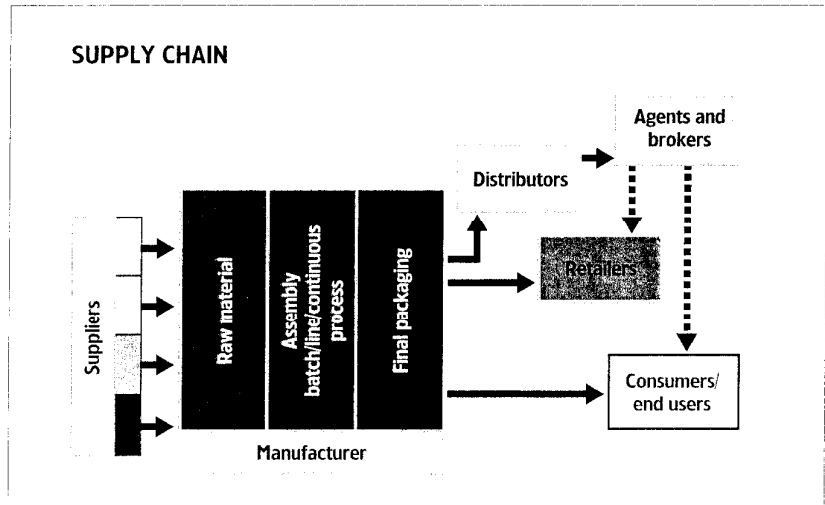 SUPPLY CHAIN
Agents and
brokers
Distributors
Retailers
Suppliers
Raw material
Assembly
batch/line/continuous
process
Final packaging
Consumers/
end users
Manufacturer